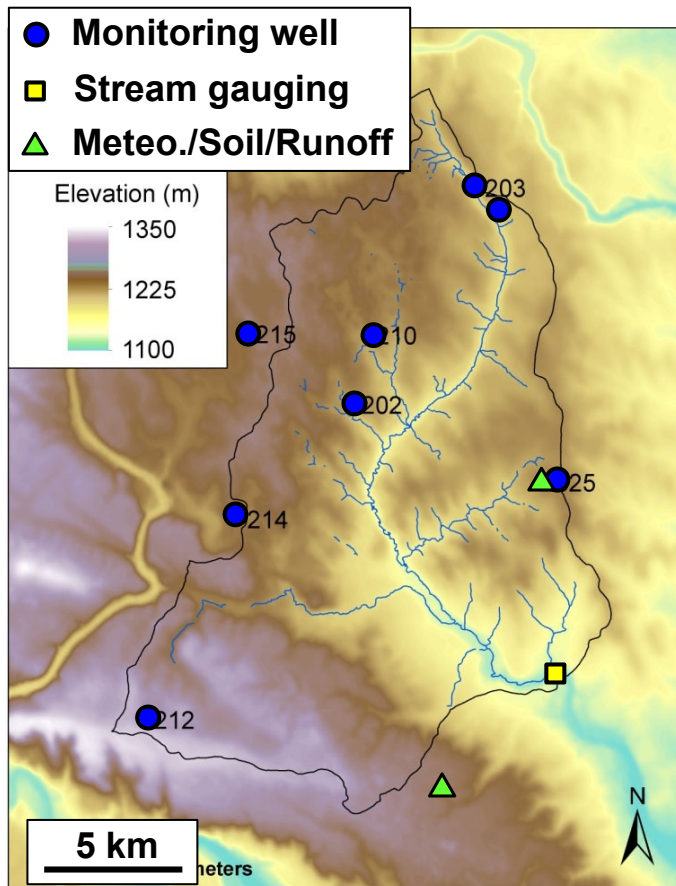 Monitoring well
Stream gauging
Meteo./Soil/Runoff
Elevation (m)
1350
1225
1100
203
215
210
202
25
214
212
N
5 km
neters